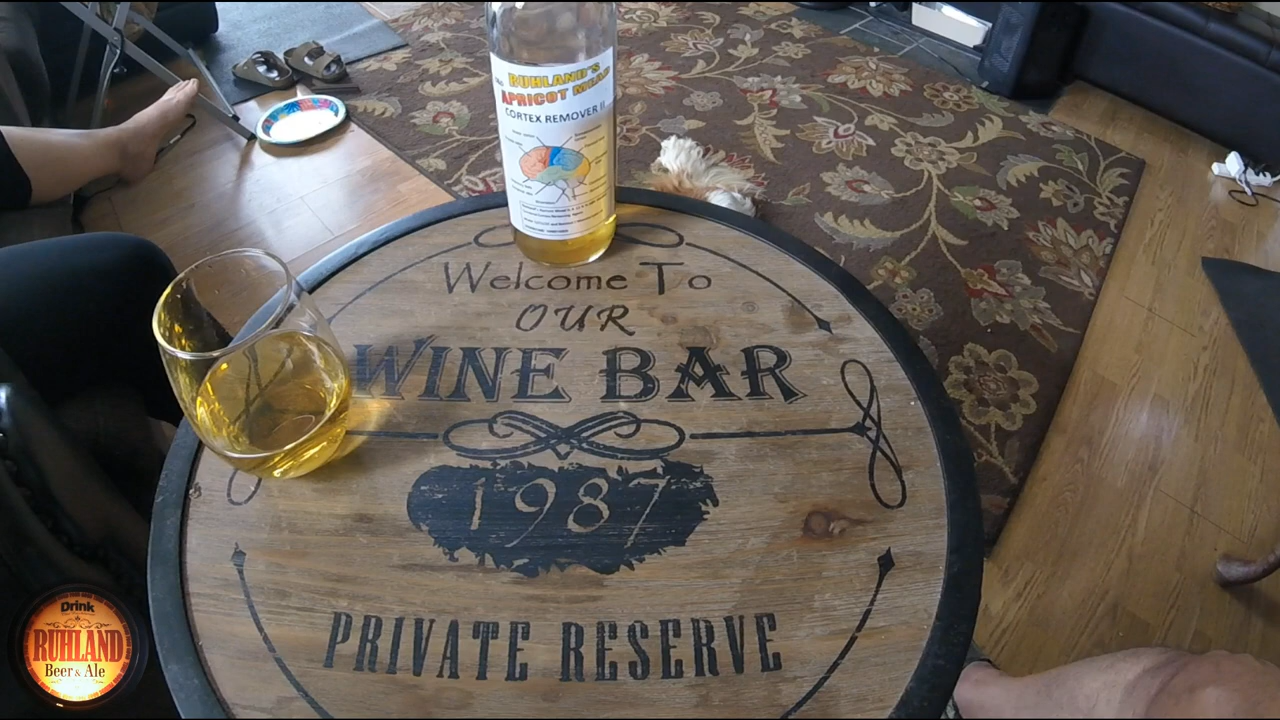 RUHLAND'S
APRICOT MEAD
CORTEX REMOVER II
Welcome To
OUR
WINE BAR
1987
PRIVATE RESERVE
Drink
RUHLAND
Beer & Ale